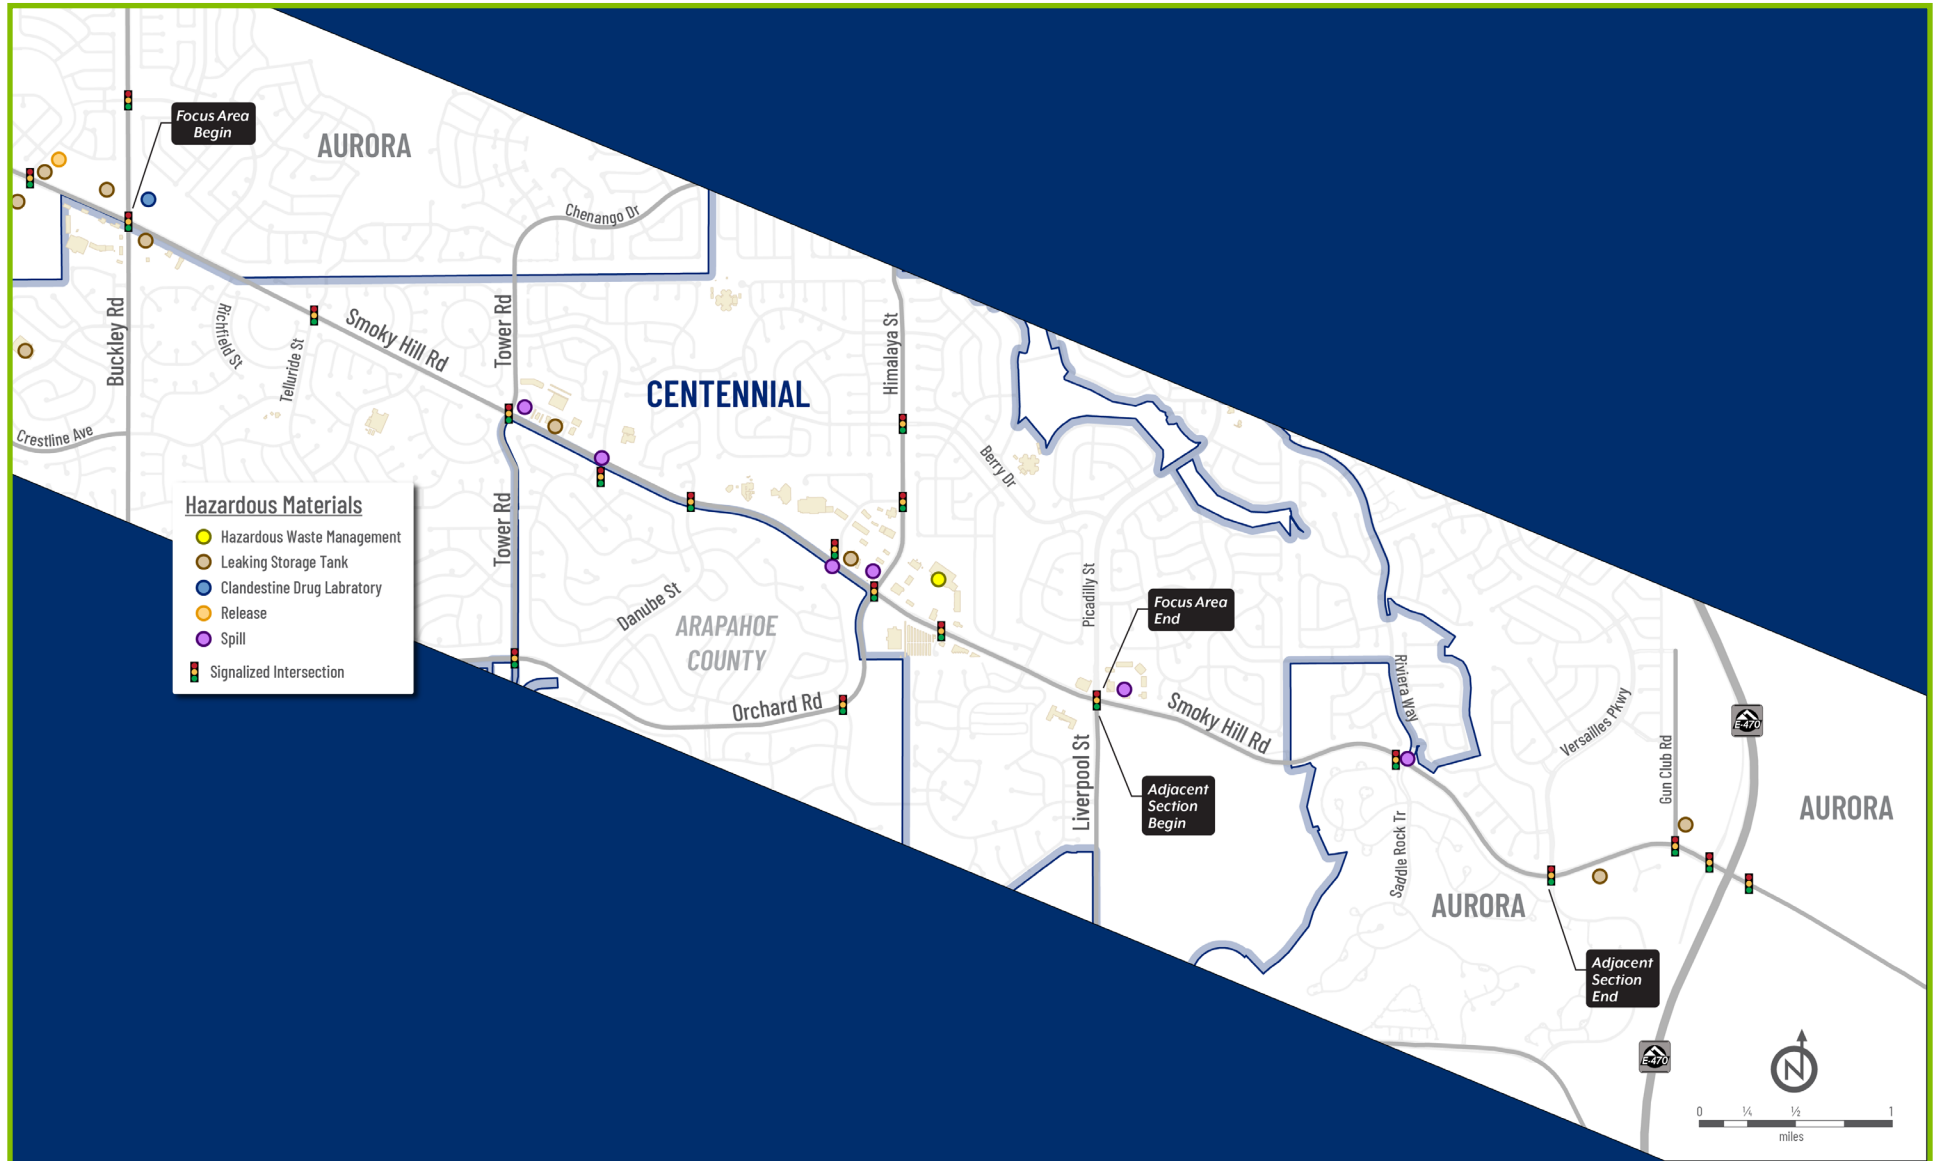 Focus Area
Begin
AURORA
Chenango Dr
Buckley Rd
Richfield St
Telluride St
Smoky Hill Rd
Tower Rd
CENTENNIAL
Himalaya St
Crestline Ave
Berry Dr
Tower Rd
Hazardous Materials
Hazardous Waste Management
Leaking Storage Tank
Clandestine Drug Labratory
Release
Spill
Signalized Intersection
Danube St
ARAPAHOE
COUNTY
Orchard Rd
Picadilly St
Focus Area
End
Smoky Hill Rd
Liverpool St
Adjacent
Section
Begin
Riviera Way
Saddle Rock Tr
Versailles Pkwy
Gun Club Rd
E-470
AURORA
AURORA
Adjacent
Section
End
E-470
N
0 ¼ ½ 1
miles